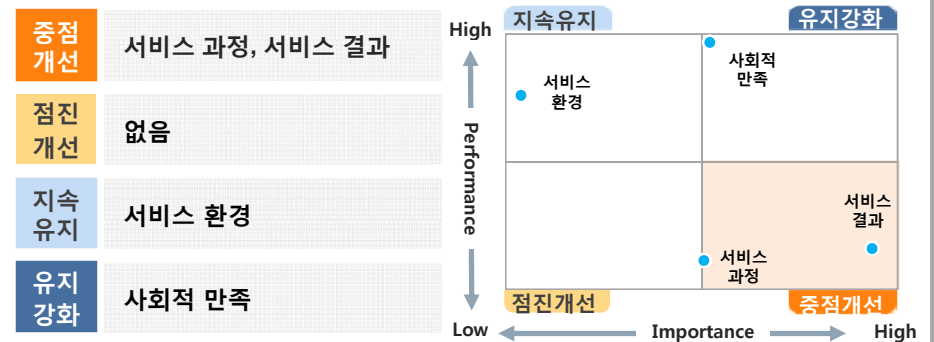 중점
개선
서비스 과정, 서비스 결과
점진
개선
없음
지속
유지
서비스 환경
유지
강화
사회적 만족
High
Performance
Low
지속유지
유지강화
서비스
환경
사회적
만족
서비스
결과
서비스
과정
점진개선
중점개선
Importance
High